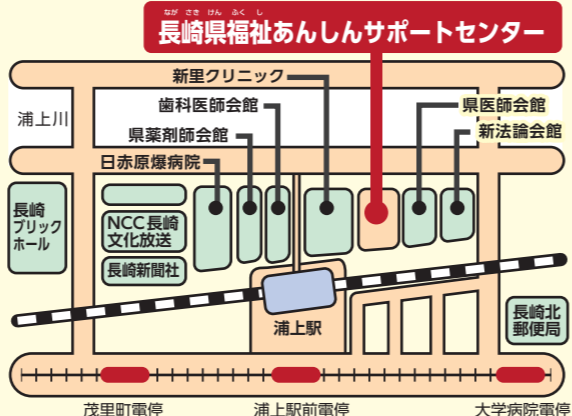 ながさきけんふくし
長崎県福祉あんしんサポートセンター
新里クリニック
浦上川
歯科医師会館
県医師会館
県薬剤師会館
新法論会館
日赤原爆病院
長崎
ブリック
ホール
NCC長崎
文化放送
長崎新聞社
浦上駅
長崎北
郵便局
茂里町電停
浦上駅前電停
大学病院電停